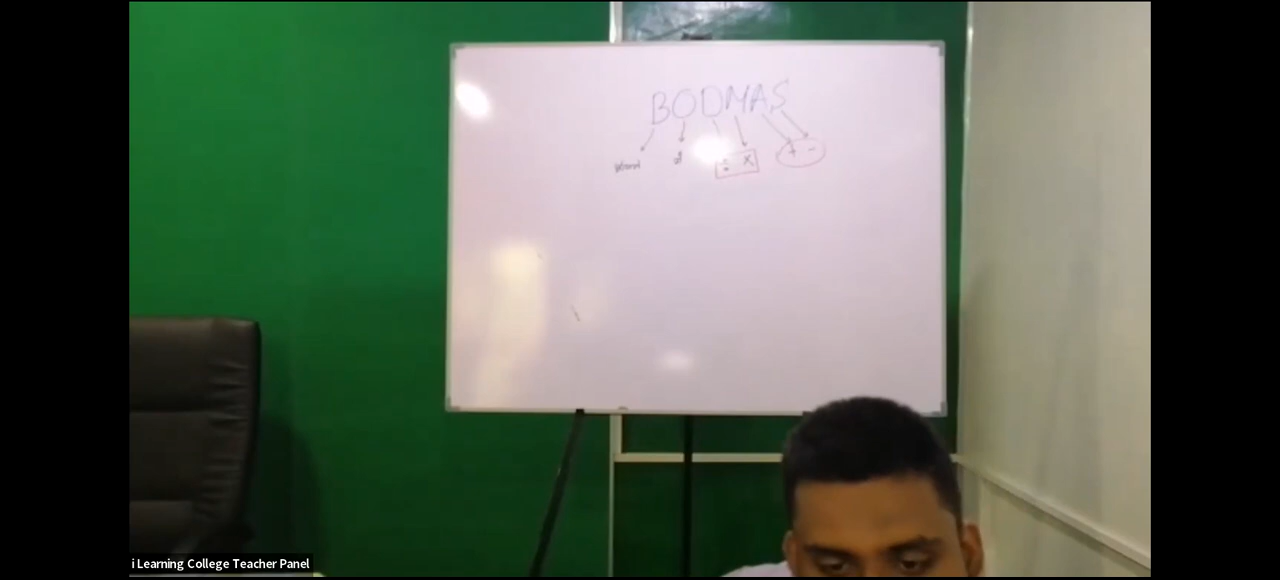 BODMAS
of ÷ × + -
i Learning College Teacher Panel